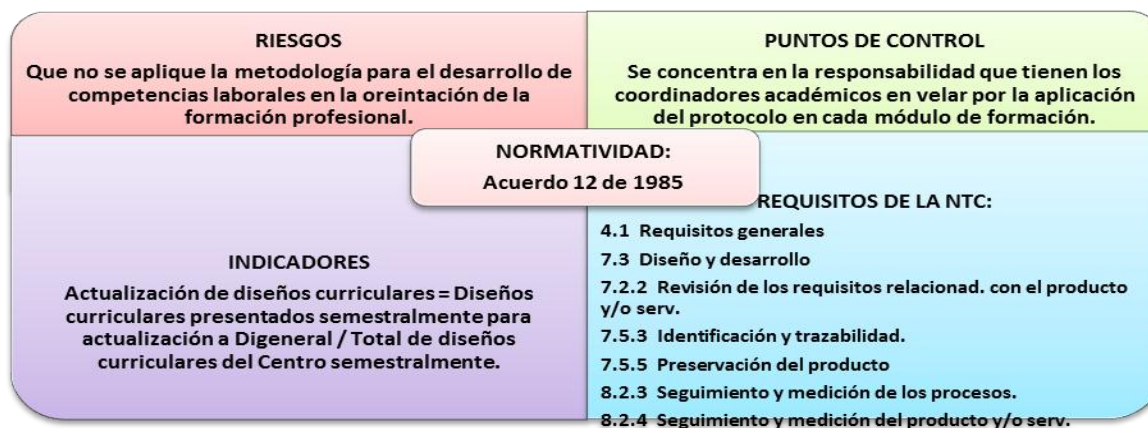 RIESGOS
Que no se aplique la metodología para el desarrollo de
competencias laborales en la oreintación de la
formación profesional.
PUNTOS DE CONTROL
Se concentra en la responsabilidad que tienen los
coordinadores académicos en velar por la aplicación
del protocolo en cada módulo de formación.
NORMATIVIDAD:
Acuerdo 12 de 1985
INDICADORES
Actualización de diseños curriculares = Diseños
curriculares presentados semestralmente para
actualización a Digeneral / Total de diseños
curriculares del Centro semestralmente.
REQUISITOS DE LA NTC:
4.1 Requisitos generales
7.3 Diseño y desarrollo
7.2.2 Revisión de los requisitos relacionad. con el producto
y/o serv.
7.5.3 Identificación y trazabilidad.
7.5.5 Preservación del producto
8.2.3 Seguimiento y medición de los procesos.
8.2.4 Seguimiento y medición del producto y/o serv.